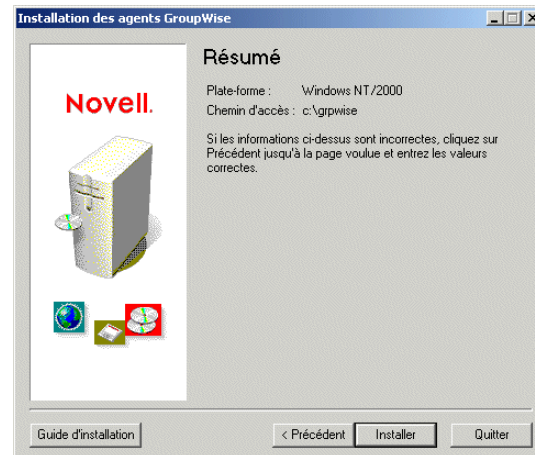 Installation des agents GroupWise
Novell.
Résumé
Plate-forme : Windows NT/2000
Chemin d'accès : c:\grpwise
Si les informations ci-dessus sont incorrectes, cliquez sur
Précédent jusqu'à la page voulue et entrez les valeurs
correctes.
Guide d'installation
< Précédent
Installer
Quitter